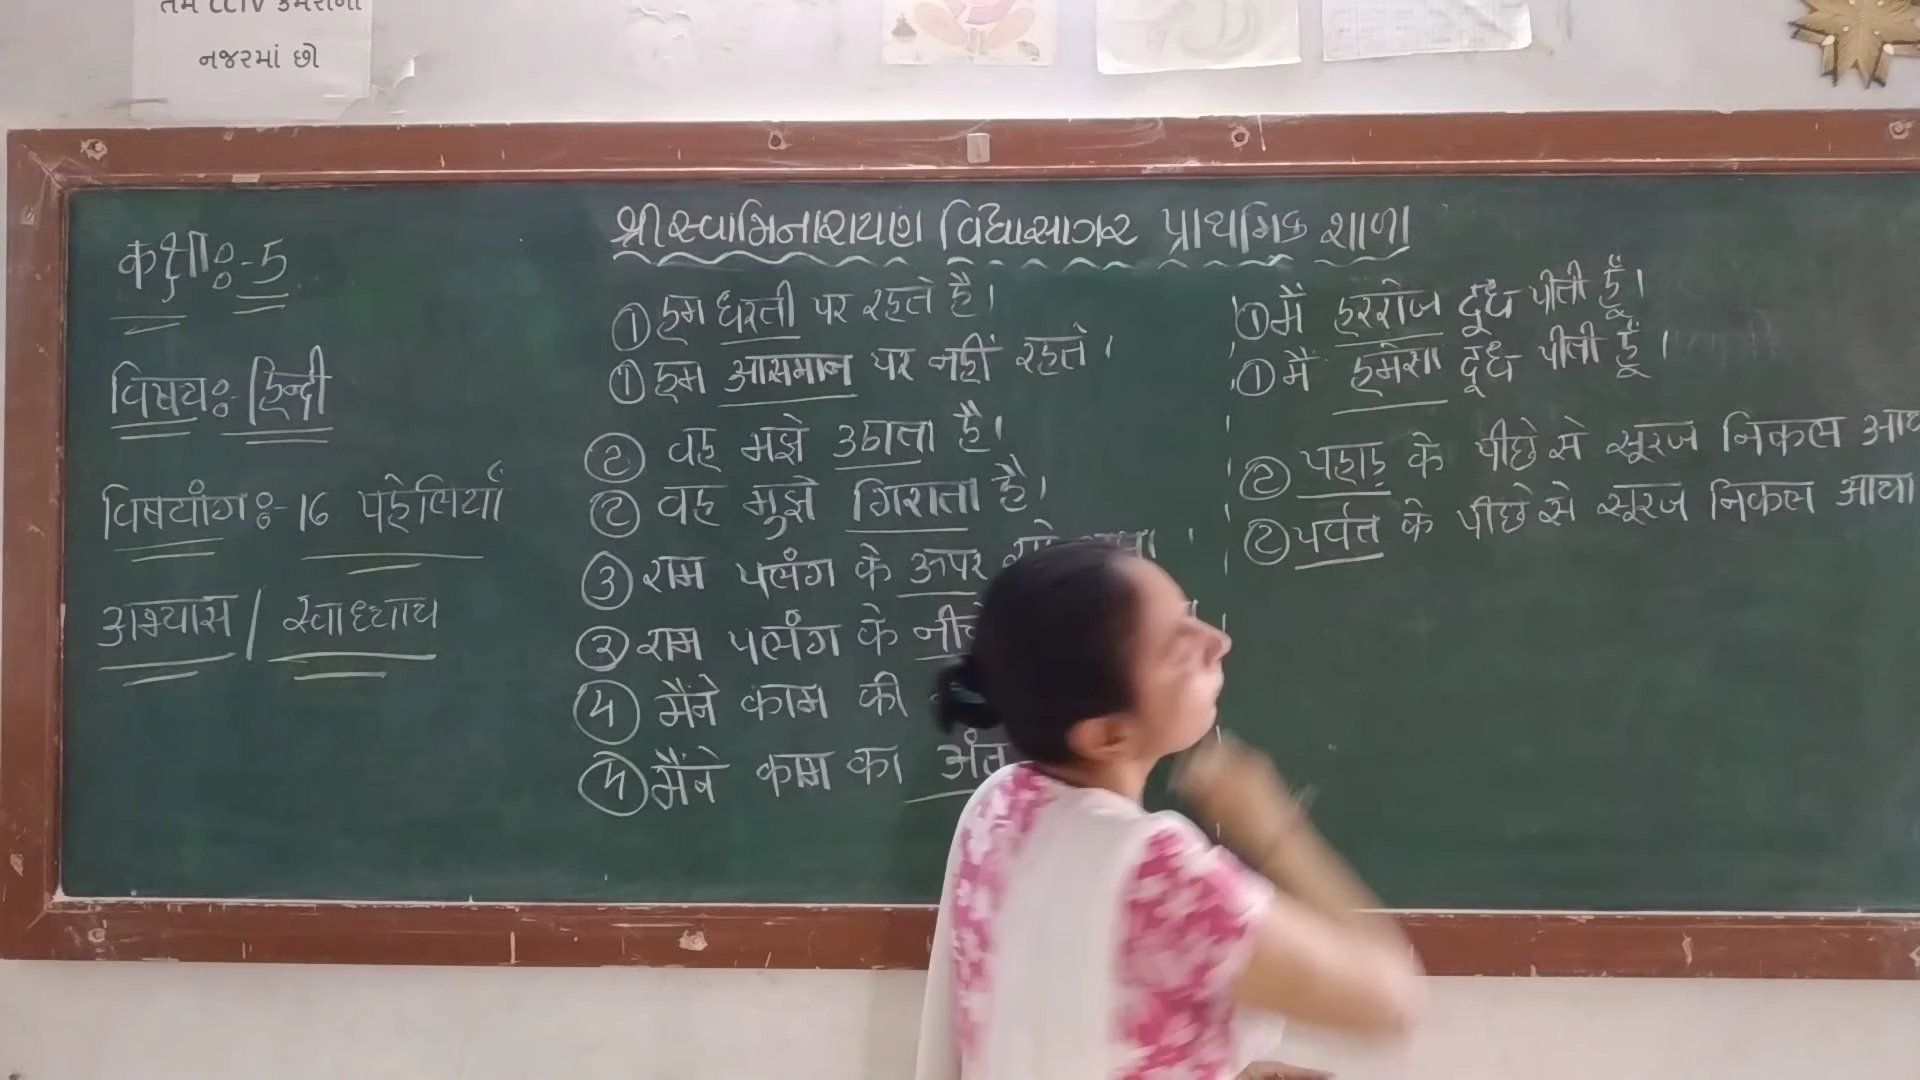 તમે CCTV કેમેરાની
નજરમાં છો
श्री स्वामिनारायण विद्यासागर प्राथमिक शाळा
कक्षा:-5
विषय:-हिन्दी
विषयांग:-16 पहेलियाँ
अभ्यास / स्वाध्याय
① हम धरती पर रहते है।
① हम आसमान पर नहीं रहते।
② वह मुझे उठाता है।
② वह मुझे गिराता है।
③ राम पलंग के ऊपर
③ राम पलंग के
④ मैंने काम की
④ मैंने काम का अंत
① मैं हररोज दूध पीती हूँ।
① मैं हमेसा दूध पीती हूँ।
② पहाड़ के पीछे से सूरज निकल
② पर्वत के पीछे से सूरज निकल आया